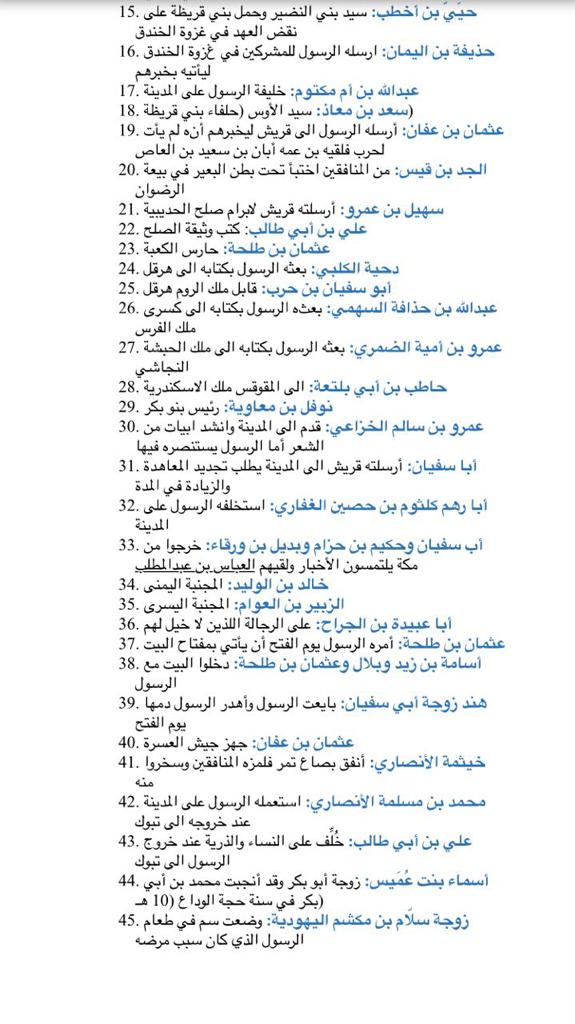 15. حيَي بن أخطب: سيد بني النضير وحمل بني قريظة على
نقض العهد في غزوة الخندق
16. حذيفة بن اليمان: ارسله الرسول للمشركين في غزوة الخندق
ليأتيه بخبرهم
17. عبدالله بن أم مكتوم: خليفة الرسول على المدينة
18. سعد بن معاذ: سيد الأوس (حلفاء بني قريظة)
19. عثمان بن عفان: أرسله الرسول الى قريش ليخبرهم أنه لم يأت
لحرب فلقيه بن عمه أبان بن سعيد بن العاص
20. الجد بن قيس: من المنافقين اختبأ تحت بطن البعير في بيعة
الرضوان
21. سهيل بن عمرو: أرسلته قريش لابرام صلح الحديبية
22. علي بن أبي طالب: كتب وثيقة الصلح
23. عثمان بن طلحة: حارس الكعبة
24. دحية الكلبي: بعثه الرسول بكتابه الى هرقل
25. أبو سفيان بن حرب: قابل ملك الروم هرقل
26. عبدالله بن حذافة السهمي: بعثه الرسول بكتابه الى كسرى
ملك الفرس
27. عمرو بن أمية الضمري: بعثه الرسول بكتابه الى ملك الحبشة
النجاشي
28. حاطب بن أبي بلتعة: الى المقوقس ملك الاسكندرية
29. نوفل بن معاوية: رئيس بنو بكر
30. عمرو بن سالم الخزاعي: قدم الى المدينة وانشد ابيات من
الشعر أما الرسول يستنصره فيها
31. أبا سفيان: أرسلته قريش الى المدينة يطلب تجديد المعاهدة
والزيادة في المدة
32. أبا رهم كلثوم بن حصين الغفاري: استخلفه الرسول على
المدينة
33. أب سفيان وحكيم بن حزام وبديل بن ورقاء: خرجوا من
مكة يلتمسون الأخبار ولقيهم العباس بن عبدالمطلب
34. خالد بن الوليد: المجنبة اليمنى
35. الزبير بن العوام: المجنبة اليسرى
36. أبا عبيدة بن الجراح: على الرجالة اللذين لا خيل لهم
37. عثمان بن طلحة: أمره الرسول يوم الفتح أن يأتي بمفتاح البيت
38. أسامة بن زيد وبلال وعثمان بن طلحة: دخلوا البيت مع
الرسول
39. هند زوجة أبي سفيان: بايعت الرسول وأهدر الرسول دمها
يوم الفتح
40. عثمان بن عفان: جهز جيش العسرة
41. خيثمة الأنصاري: أنفق بصاع تمر فلمزه المنافقين وسخروا
منه
42. محمد بن مسلمة الأنصاري: استعمله الرسول على المدينة
عند خروجه الى تبوك
43. علي بن أبي طالب: خُلِّف على النساء والذرية عند خروج
الرسول الى تبوك
44. أسماء بنت عُمَيس: زوجة أبو بكر وقد أنجبت محمد بن أبي
بكر في سنة حجة الوداع (10 هـ)
45. زوجة سلّام بن مكشم اليهودية: وضعت سم في طعام
الرسول الذي كان سبب مرضه